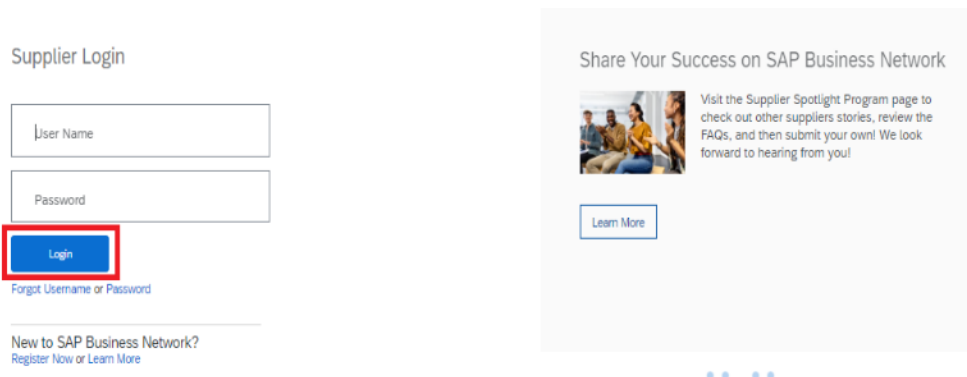 Supplier Login
User Name
Password
Login
Forgot Username or Password
New to SAP Business Network?
Register Now or Learn More
Share Your Success on SAP Business Network
Visit the Supplier Spotlight Program page to
check out other suppliers stories, review the
FAQs, and then submit your own! We look
forward to hearing from you!
Learn More